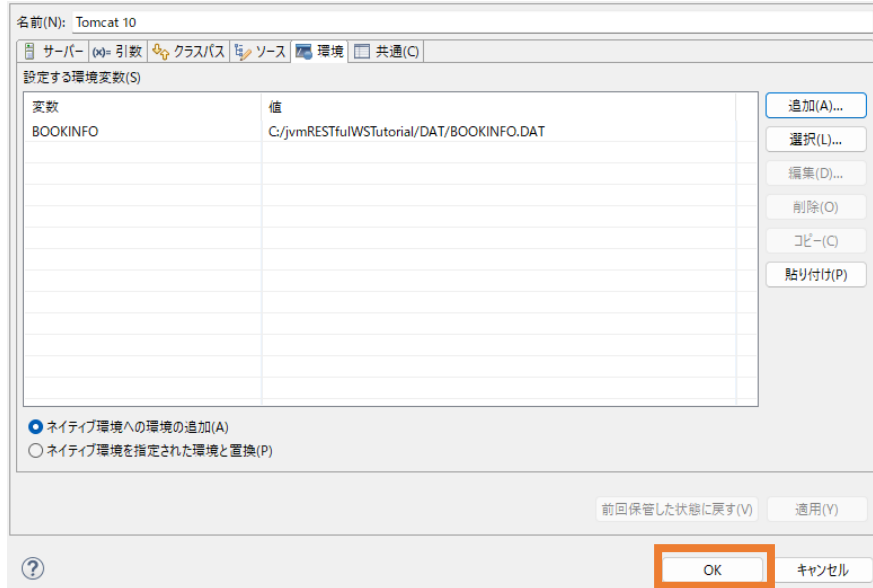 名前(N): Tomcat 10
サーバー (x)= 引数 クラスパス ソース 環境 共通(C)
設定する環境変数(S)
変数 値
BOOKINFO C:/jvmRESTfulWSTutorial/DAT/BOOKINFO.DAT
追加(A)...
選択(L)...
編集(D)...
削除(O)
コピー(C)
貼り付け(P)
ネイティブ環境への環境の追加(A)
ネイティブ環境を指定された環境と置換(P)
前回保管した状態に戻す(V) 適用(Y)
? OK キャンセル